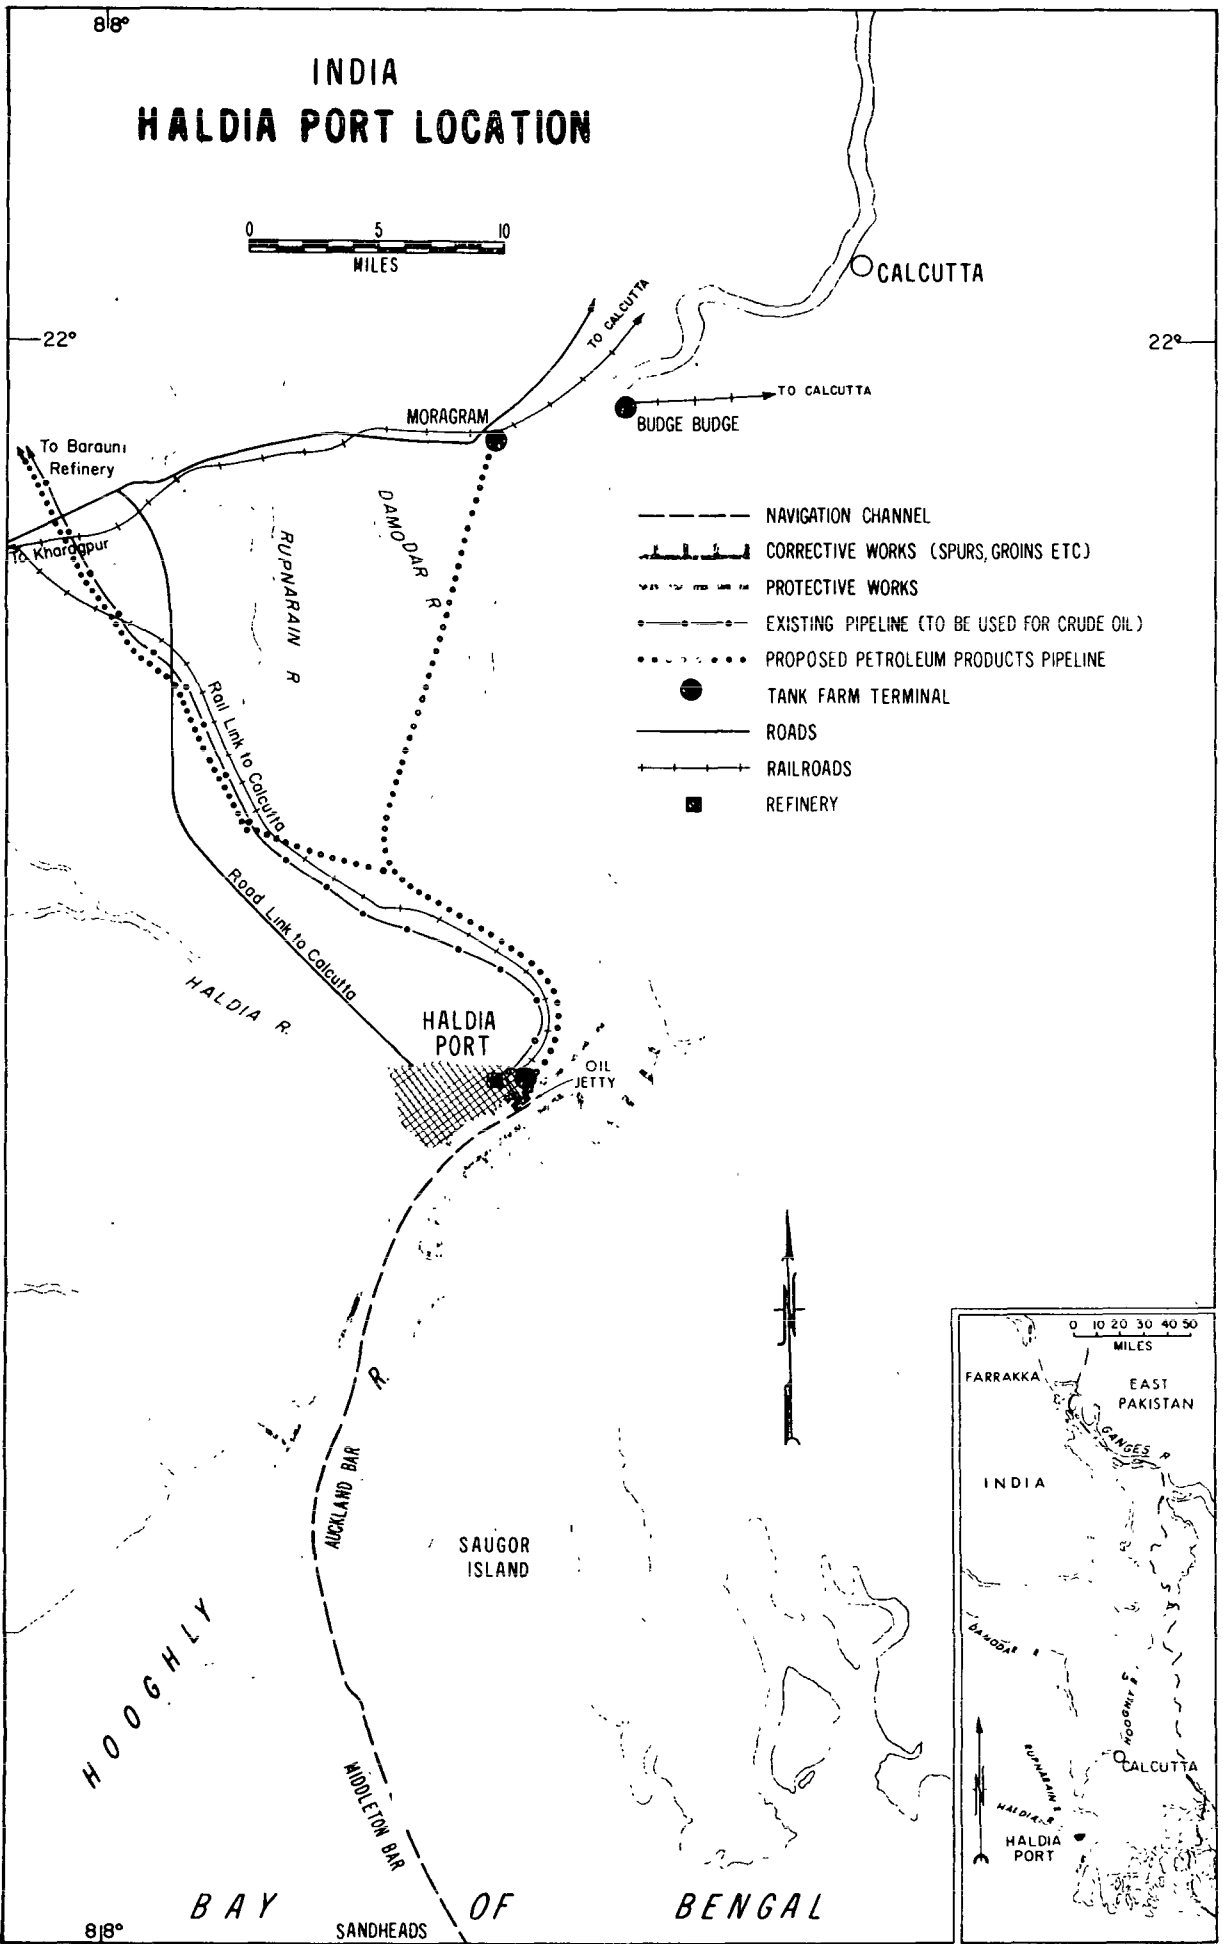 88°
INDIA
HALDIA PORT LOCATION
0 5 10
MILES
CALCUTTA
TO CALCUTTA
22°
22°
TO CALCUTTA
MORAGRAM
BUDGE BUDGE
To Barauni
Refinery
To Kharagpur
RUPNARAIN R
DAMODAR R
NAVIGATION CHANNEL
CORRECTIVE WORKS (SPURS, GROINS ETC)
PROTECTIVE WORKS
EXISTING PIPELINE (TO BE USED FOR CRUDE OIL)
PROPOSED PETROLEUM PRODUCTS PIPELINE
TANK FARM TERMINAL
ROADS
RAILROADS
REFINERY
Rail Link to Calcutta
Road Link to Calcutta
HALDIA R.
HALDIA
PORT
OIL
JETTY
N
HOOGHLY R.
AUCKLAND BAR
SAUGOR
ISLAND
MIDDLETON BAR
BAY OF BENGAL
SANDHEADS
88°
0 10 20 30 40 50
MILES
FARRAKKA
EAST
PAKISTAN
GANGES R
INDIA
DAMODAR R
HOOGHLY R
CALCUTTA
RUPNARAIN R
HALDIA R
HALDIA
PORT
N